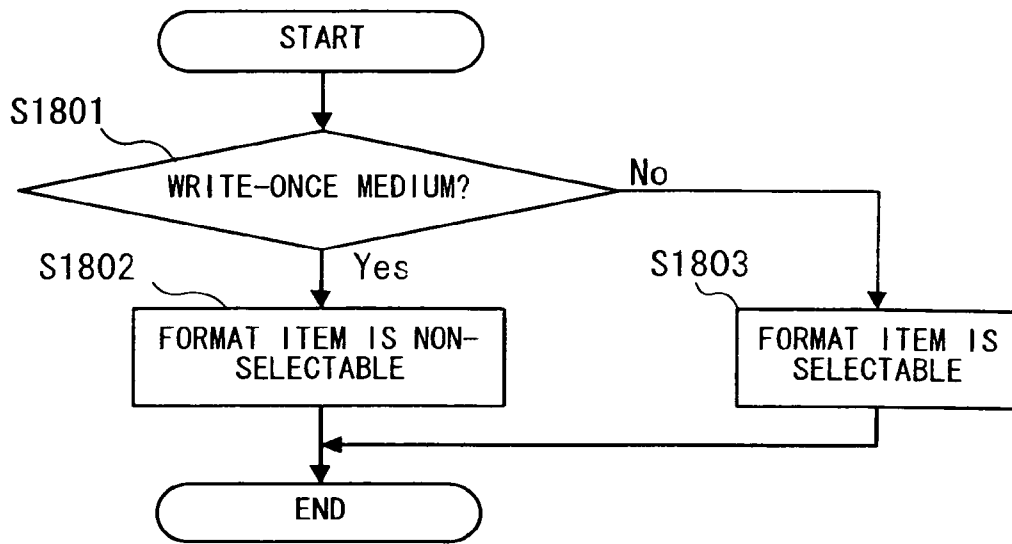 START
S1801
WRITE-ONCE MEDIUM?
No
S1802
Yes
S1803
FORMAT ITEM IS NON-
SELECTABLE
FORMAT ITEM IS
SELECTABLE
END